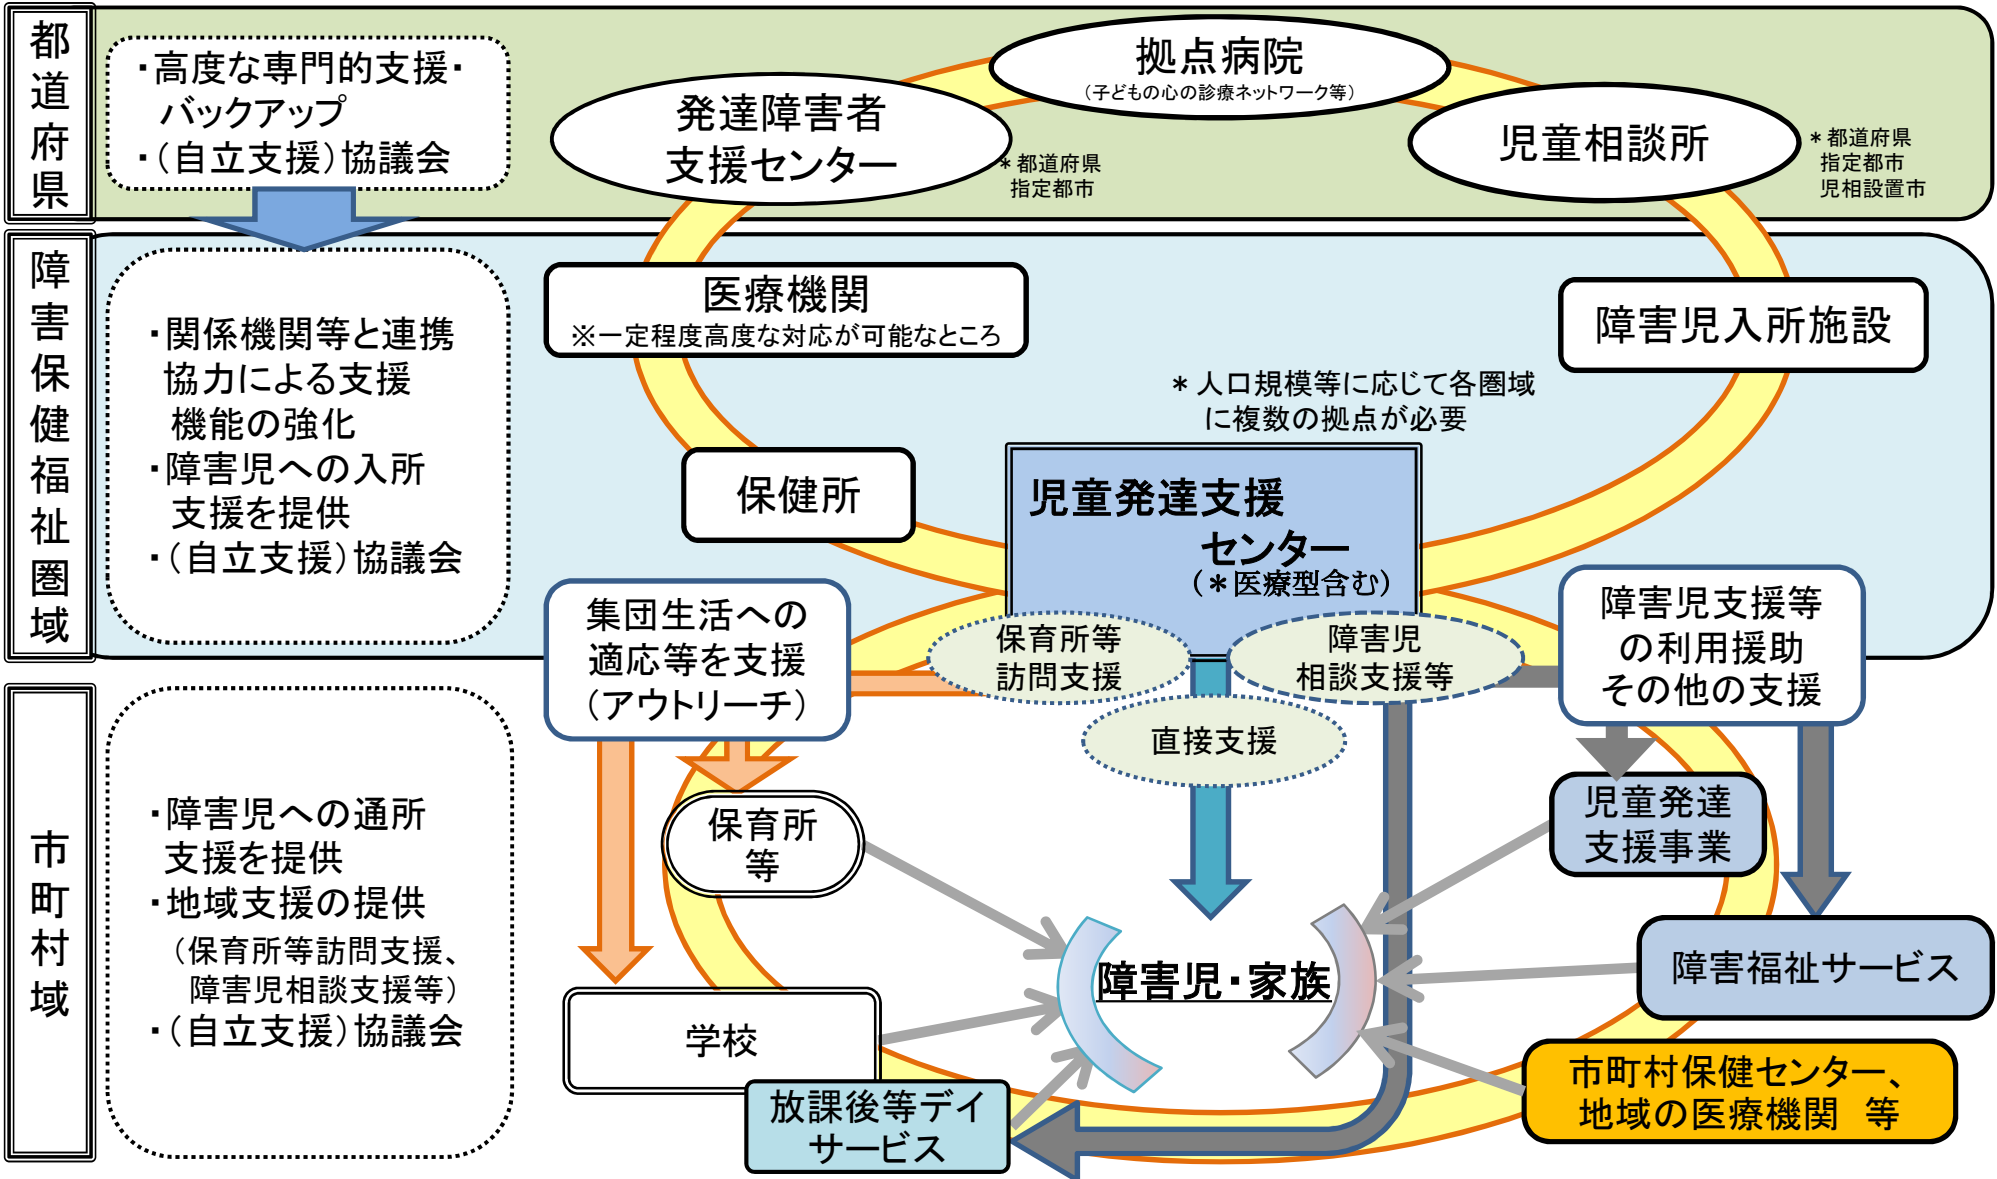 都道府県
・高度な専門的支援・
バックアップ
・（自立支援）協議会
発達障害者
支援センター
＊都道府県
指定都市
拠点病院
（子どもの心の診療ネットワーク等）
児童相談所
＊都道府県
指定都市
児相設置市
障害保健福祉圏域
・関係機関等と連携
協力による支援
機能の強化
・障害児への入所
支援を提供
・（自立支援）協議会
医療機関
※一定程度高度な対応が可能なところ
障害児入所施設
保健所
＊人口規模等に応じて各圏域
に複数の拠点が必要
児童発達支援
センター
（＊医療型含む）
集団生活への
適応等を支援
（アウトリーチ）
保育所等
訪問支援
障害児
相談支援等
障害児支援等
の利用援助
その他の支援
直接支援
市町村域
・障害児への通所
支援を提供
・地域支援の提供
（保育所等訪問支援、
障害児相談支援等）
・（自立支援）協議会
保育所
等
児童発達
支援事業
障害児・家族
障害福祉サービス
学校
放課後等デイ
サービス
市町村保健センター、
地域の医療機関　等